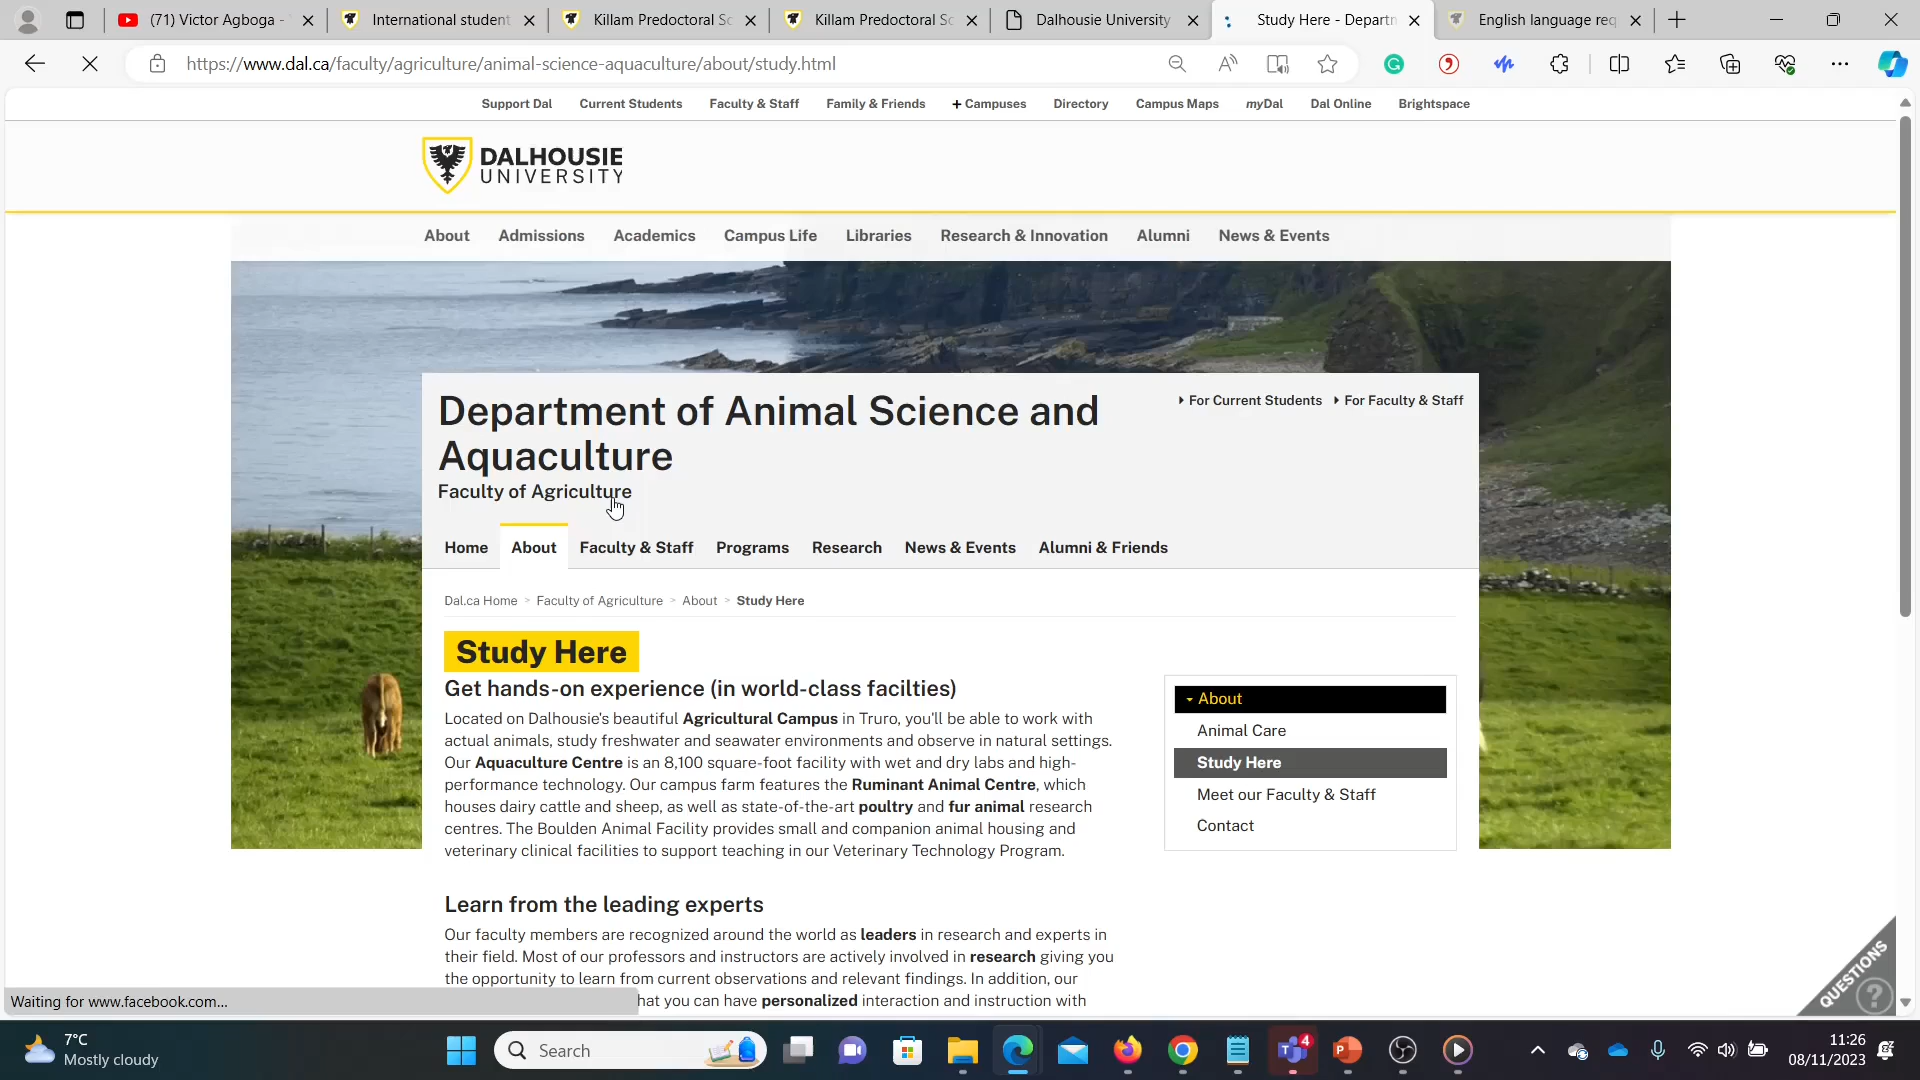 (71) Victor Agboga -
International student
Killam Predoctoral Sc
Killam Predoctoral Sc
Dalhousie University
Study Here - Departm
English language req
https://www.dal.ca/faculty/agriculture/animal-science-aquaculture/about/study.html
Support Dal Current Students Faculty & Staff Family & Friends + Campuses Directory Campus Maps myDal Dal Online Brightspace
DALHOUSIE
UNIVERSITY
About Admissions Academics Campus Life Libraries Research & Innovation Alumni News & Events
Department of Animal Science and
Aquaculture
For Current Students For Faculty & Staff
Faculty of Agriculture
Home About Faculty & Staff Programs Research News & Events Alumni & Friends
Dal.ca Home > Faculty of Agriculture > About > Study Here
Study Here
Get hands-on experience (in world-class facilties)
Located on Dalhousie's beautiful Agricultural Campus in Truro, you'll be able to work with
actual animals, study freshwater and seawater environments and observe in natural settings.
Our Aquaculture Centre is an 8,100 square-foot facility with wet and dry labs and high-
performance technology. Our campus farm features the Ruminant Animal Centre, which
houses dairy cattle and sheep, as well as state-of-the-art poultry and fur animal research
centres. The Boulden Animal Facility provides small and companion animal housing and
veterinary clinical facilities to support teaching in our Veterinary Technology Program.
Learn from the leading experts
Our faculty members are recognized around the world as leaders in research and experts in
their field. Most of our professors and instructors are actively involved in research giving you
the opportunity to learn from current observations and relevant findings. In addition, our
hat you can have personalized interaction and instruction with
About
Animal Care
Study Here
Meet our Faculty & Staff
Contact
QUESTIONS
?
Waiting for www.facebook.com...
7°C
Mostly cloudy
Search
4
11:26
08/11/2023